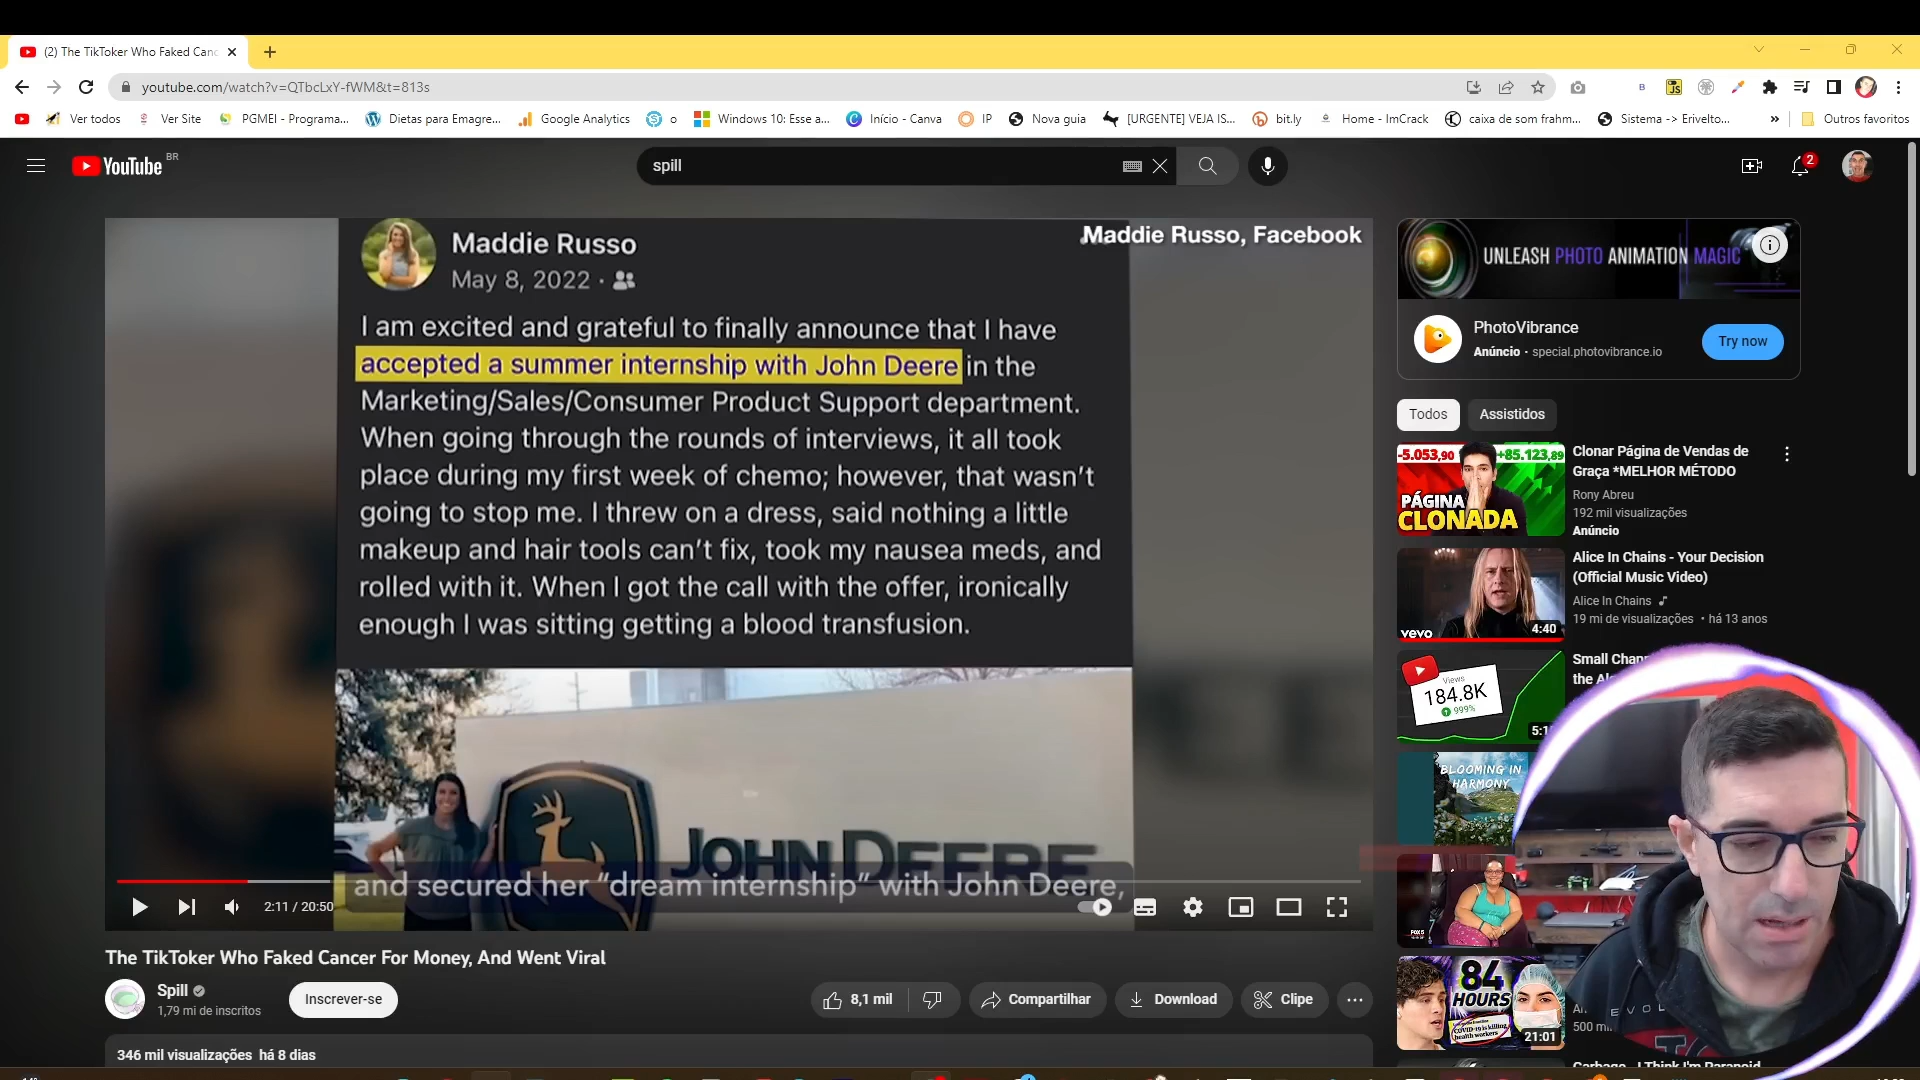 (2) The TikToker Who Faked Canc
youtube.com/watch?v=QTbcLxY-fWM&t=813s
Ver todos
Ver Site
PGMEI - Programa...
Dietas para Emagre...
Google Analytics
o
Windows 10: Esse a...
Início - Canva
IP
Nova guia
[URGENTE] VEJA IS...
bit.ly
Home - ImCrack
caixa de som frahm...
Sistema -> Erivelto...
»
Outros favoritos
YouTube BR
spill
2
Maddie Russo
Maddie Russo, Facebook
May 8, 2022 ·
I am excited and grateful to finally announce that I have
accepted a summer internship with John Deere in the
Marketing/Sales/Consumer Product Support department.
When going through the rounds of interviews, it all took
place during my first week of chemo; however, that wasn't
going to stop me. I threw on a dress, said nothing a little
makeup and hair tools can't fix, took my nausea meds, and
rolled with it. When I got the call with the offer, ironically
enough I was sitting getting a blood transfusion.
JOHN DEERE
and secured her “dream internship” with John Deere,
2:11 / 20:50
The TikToker Who Faked Cancer For Money, And Went Viral
Spill
1,79 mi de inscritos
Inscrever-se
8,1 mil
Compartilhar
Download
Clipe
346 mil visualizações há 8 dias
UNLEASH PHOTO ANIMATION MAGIC
PhotoVibrance
Anúncio · special.photovibrance.io
Try now
Todos
Assistidos
-5.053,90
+85.123,89
PÁGINA
CLONADA
Clonar Página de Vendas de
Graça *MELHOR MÉTODO
Rony Abreu
192 mil visualizações
Anúncio
vevo
4:40
Alice In Chains - Your Decision
(Official Music Video)
Alice In Chains
19 mi de visualizações • há 13 anos
Views
184.8K
999%
5:1
Small Chan
BLOOMING IN
HARMONY
FOX 5
84
HOURS
COVID-19 is killing
health workers
21:01
500 mi
EVOL
Garbage - I Think I'm Paranoid